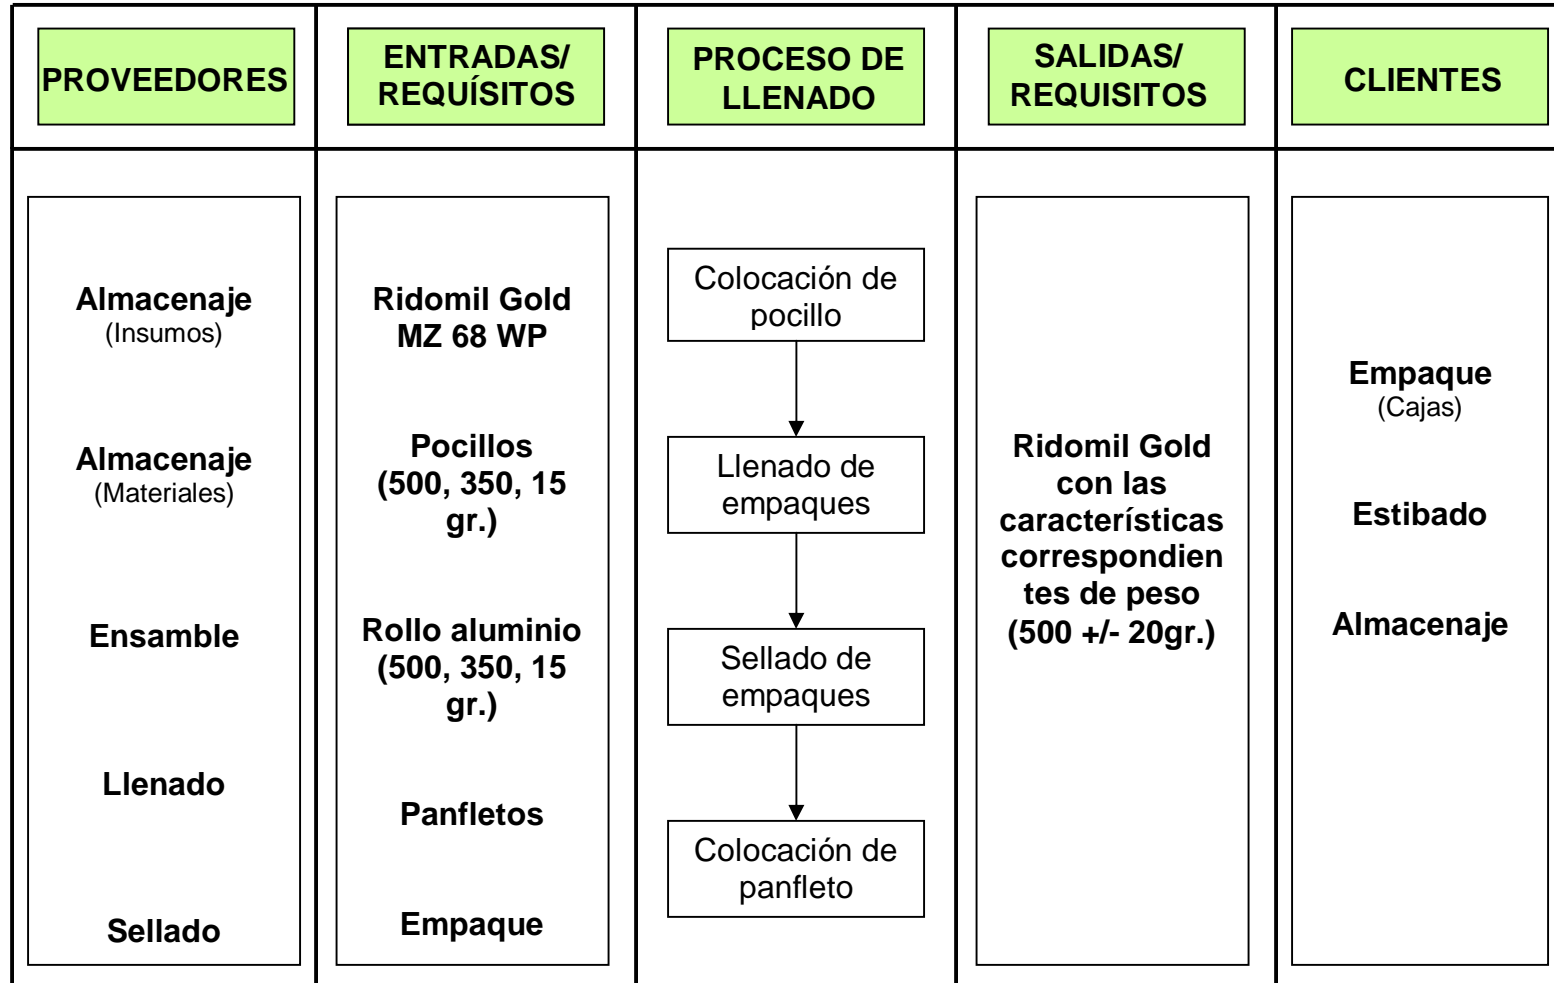 PROVEEDORES
ENTRADAS/
REQUÍSITOS
PROCESO DE
LLENADO
SALIDAS/
REQUISITOS
CLIENTES
Almacenaje
(Insumos)
Almacenaje
(Materiales)
Ensamble
Llenado
Sellado
Ridomil Gold
MZ 68 WP
Pocillos
(500, 350, 15
gr.)
Rollo aluminio
(500, 350, 15
gr.)
Panfletos
Empaque
Colocación de
pocillo
Llenado de
empaques
Sellado de
empaques
Colocación de
panfleto
Ridomil Gold
con las
características
correspondien
tes de peso
(500 +/- 20gr.)
Empaque
(Cajas)
Estibado
Almacenaje